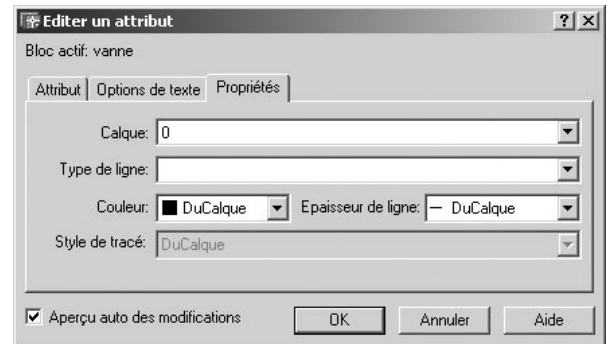 Editer un attribut
Bloc actif: vanne
Attribut Options de texte Propriétés
Calque: 0
Type de ligne:
Couleur: DuCalque Epaisseur de ligne: DuCalque
Style de tracé: DuCalque
Aperçu auto des modifications OK Annuler Aide